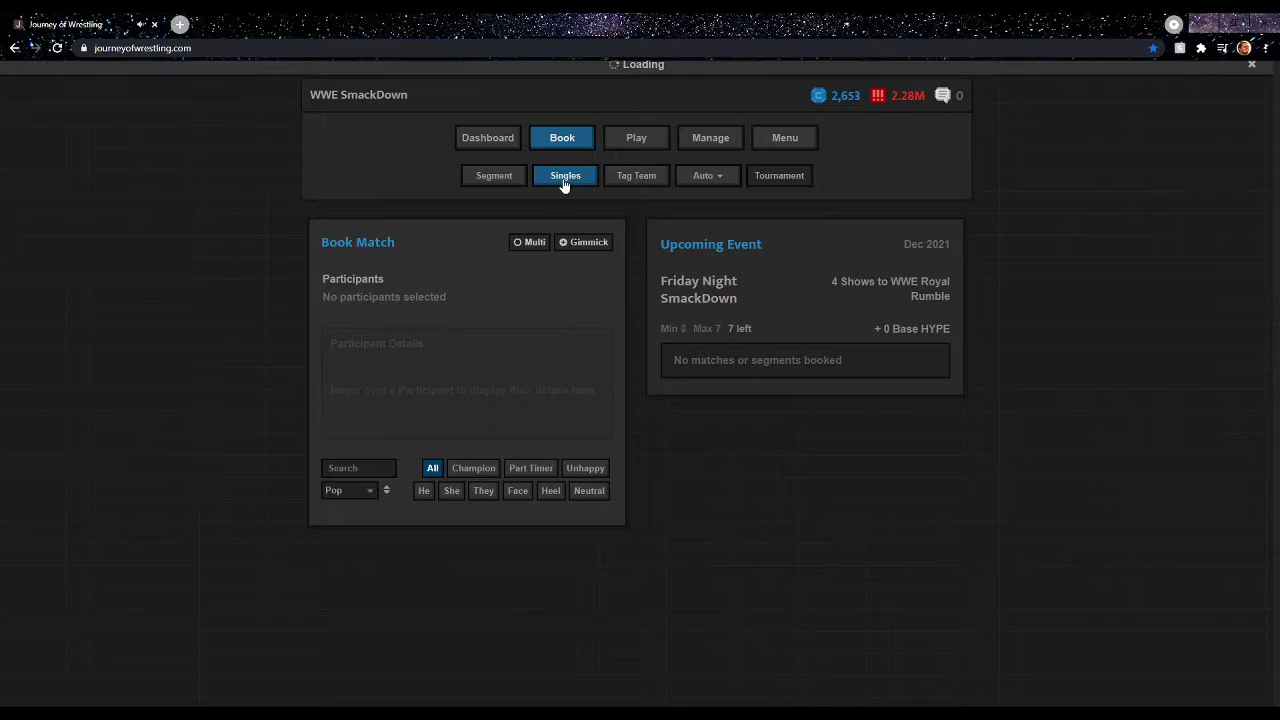 Journey of Wrestling
journeyofwrestling.com
Loading
WWE SmackDown
2,653 2.28M 0
Dashboard Book Play Manage Menu
Segment Singles Tag Team Auto Tournament
Book Match Multi Gimmick
Participants
No participants selected
Participant Details
Hover over a Participant to display their details here
Search All Champion Part Timer Unhappy
Pop He She They Face Heel Neutral
Upcoming Event Dec 2021
Friday Night 4 Shows to WWE Royal
SmackDown Rumble
Min 3 Max 7 7 left + 0 Base HYPE
No matches or segments booked